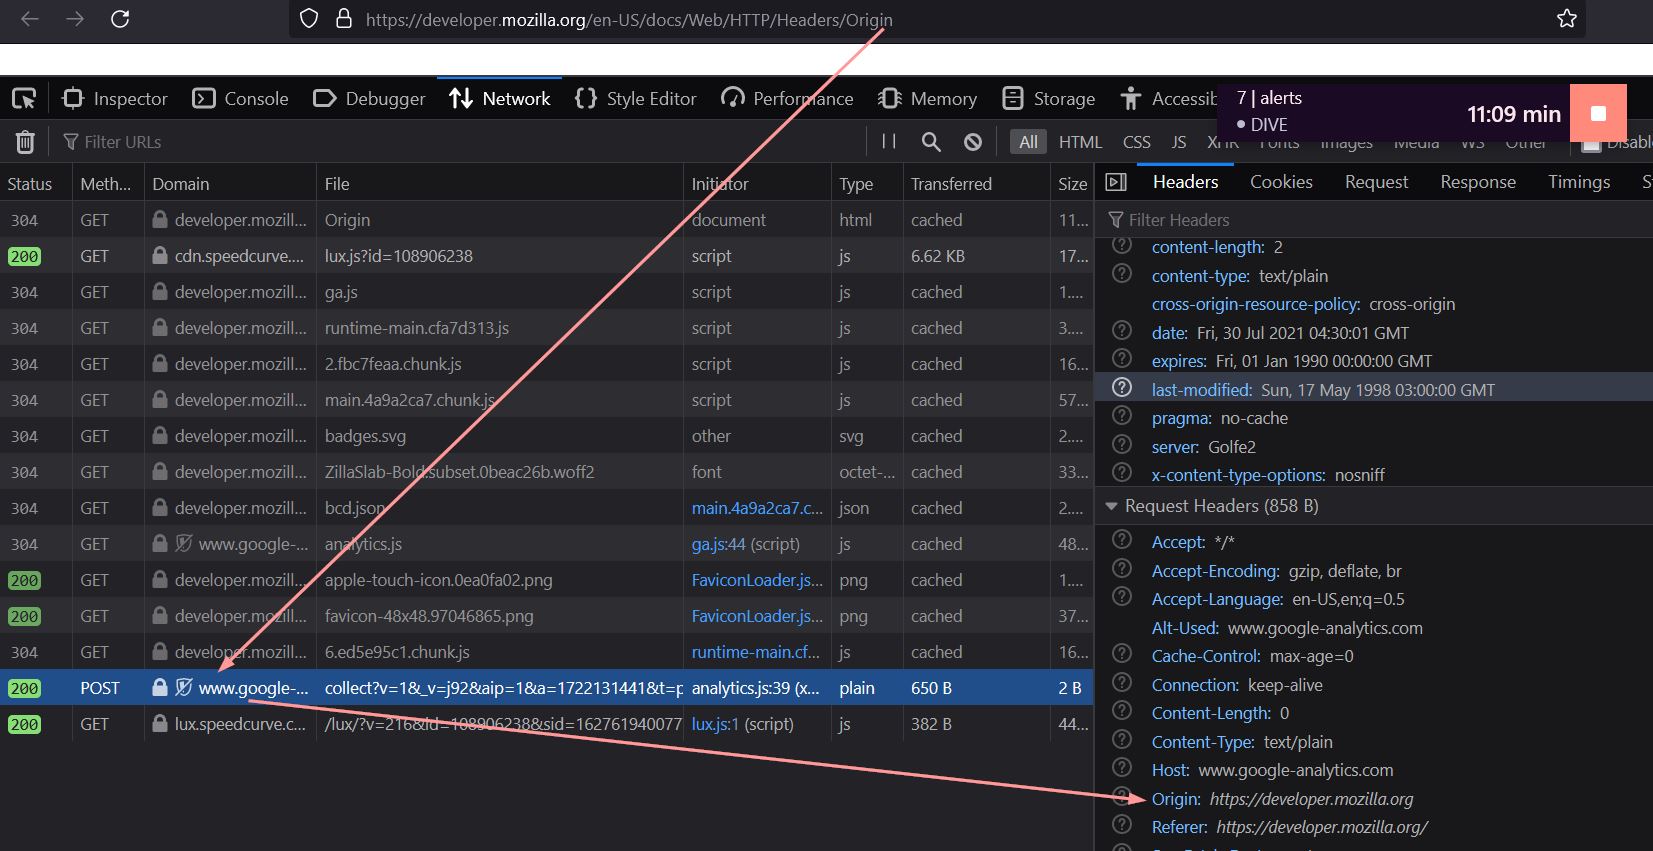 https://developer.mozilla.org/en-US/docs/Web/HTTP/Headers/Origin
Inspector Console Debugger Network Style Editor Performance Memory Storage Accessib
7 | alerts
DIVE
11:09 min
Filter URLs
All HTML CSS JS XHR Fonts Images Media WS Other Disabl
Status Meth... Domain File Initiator Type Transferred Size
304 GET developer.mozill... Origin document html cached 11...
200 GET cdn.speedcurve.... lux.js?id=108906238 script js 6.62 KB 17...
304 GET developer.mozill... ga.js script js cached 1....
304 GET developer.mozill... runtime-main.cfa7d313.js script js cached 3....
304 GET developer.mozill... 2.fbc7feaa.chunk.js script js cached 16...
304 GET developer.mozill... main.4a9a2ca7.chunk.js script js cached 57...
304 GET developer.mozill... badges.svg other svg cached 2....
304 GET developer.mozill... ZillaSlab-Bold.subset.0beac26b.woff2 font octet-... cached 33...
304 GET developer.mozill... bcd.json main.4a9a2ca7.c... json cached 2....
304 GET www.google-... analytics.js ga.js:44 (script) js cached 48...
200 GET developer.mozill... apple-touch-icon.0ea0fa02.png FaviconLoader.js... png cached 1....
200 GET developer.mozill... favicon-48x48.97046865.png FaviconLoader.js... png cached 37...
304 GET developer.mozill... 6.ed5e95c1.chunk.js runtime-main.cf... js cached 16...
200 POST www.google-... collect?v=1&_v=j92&aip=1&a=1722131441&t=p analytics.js:39 (x... plain 650 B 2 B
200 GET lux.speedcurve.c... /lux/?v=216&id=108906238&sid=162761940077 lux.js:1 (script) js 382 B 44...
Headers Cookies Request Response Timings S
Filter Headers
content-length: 2
content-type: text/plain
cross-origin-resource-policy: cross-origin
date: Fri, 30 Jul 2021 04:30:01 GMT
expires: Fri, 01 Jan 1990 00:00:00 GMT
last-modified: Sun, 17 May 1998 03:00:00 GMT
pragma: no-cache
server: Golfe2
x-content-type-options: nosniff
Request Headers (858 B)
Accept: */*
Accept-Encoding: gzip, deflate, br
Accept-Language: en-US,en;q=0.5
Alt-Used: www.google-analytics.com
Cache-Control: max-age=0
Connection: keep-alive
Content-Length: 0
Content-Type: text/plain
Host: www.google-analytics.com
Origin: https://developer.mozilla.org
Referer: https://developer.mozilla.org/